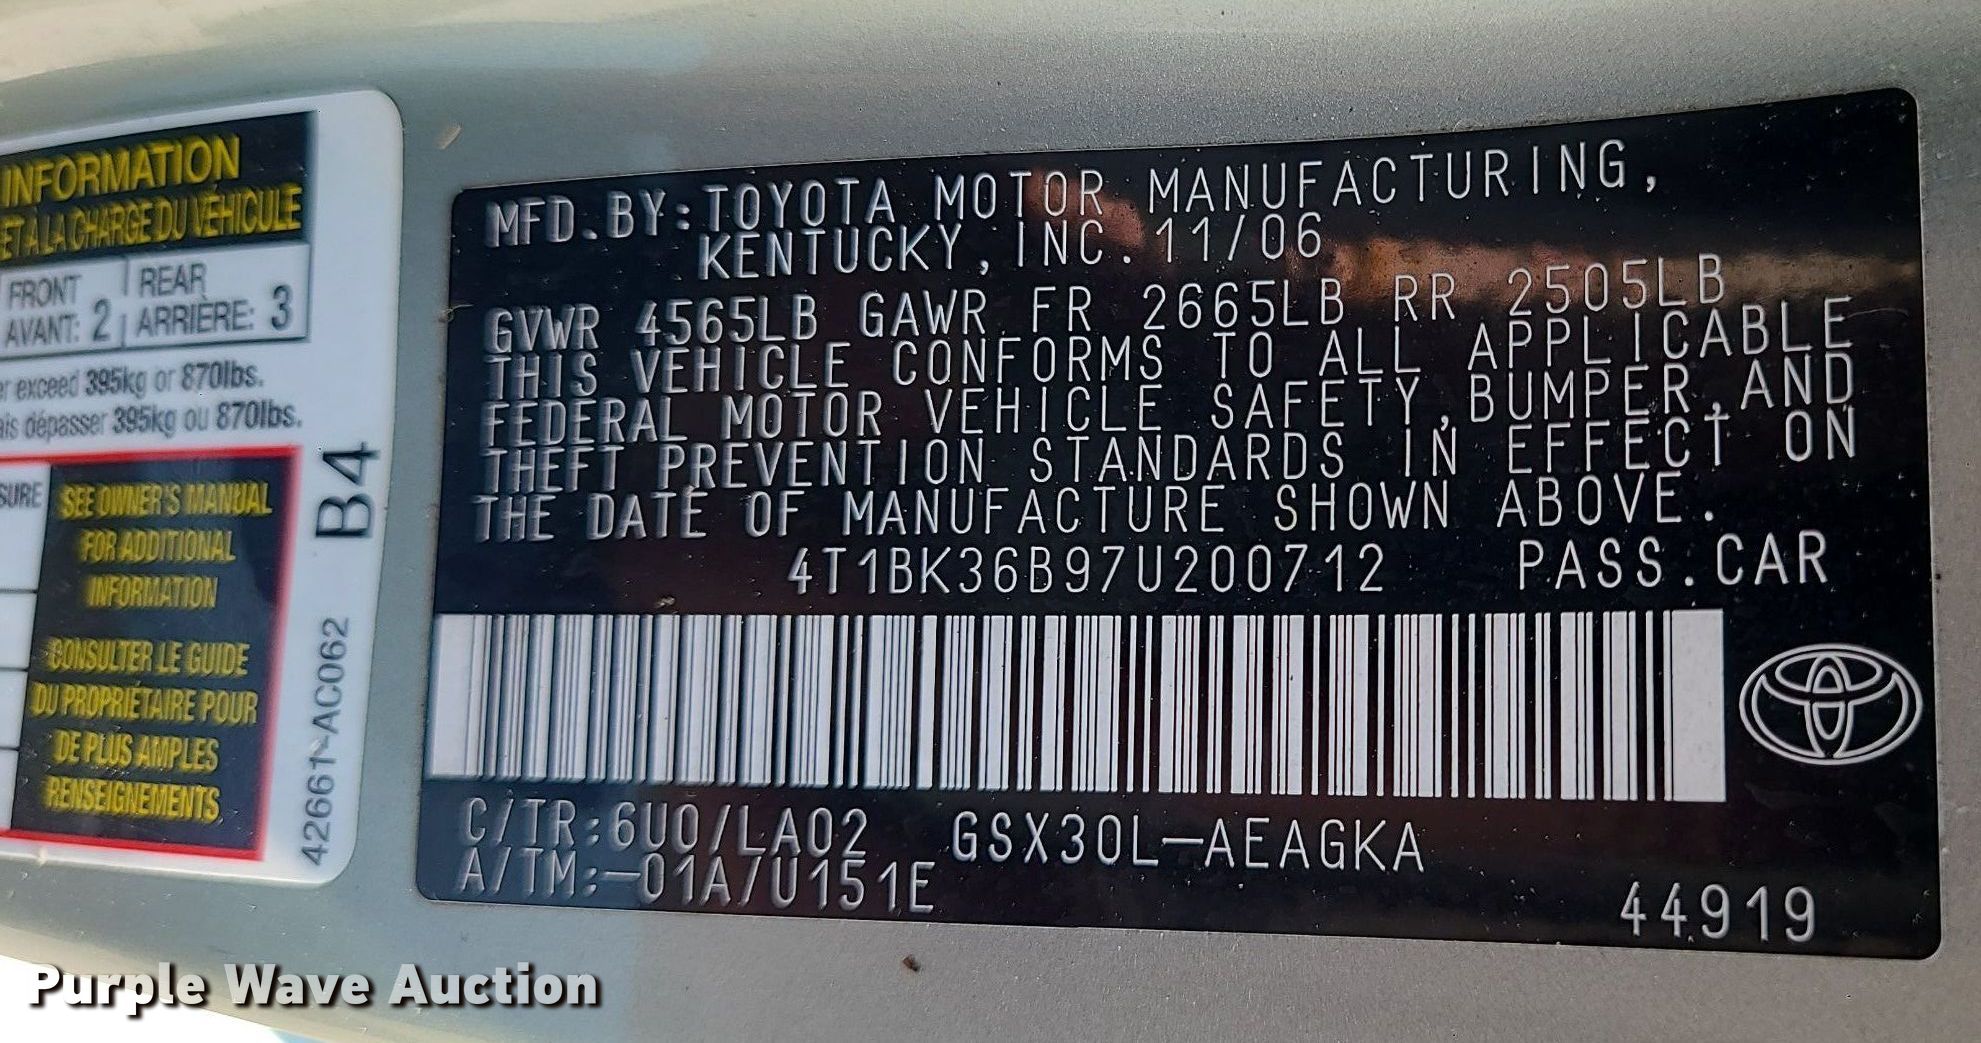 INFORMATION
ET À LA CHARGE DU VÉHICULE
FRONT
AVANT: 2
REAR
ARRIÈRE: 3
exceed 395kg or 870lbs.
dépasser 395kg ou 870lbs.
SEE OWNER'S MANUAL
FOR ADDITIONAL
INFORMATION
CONSULTER LE GUIDE
DU PROPRIÉTAIRE POUR
DE PLUS AMPLES
RENSEIGNEMENTS
B4
42661-AC062
MFD.BY:TOYOTA MOTOR MANUFACTURING,
KENTUCKY,INC.11/06
GVWR 4565LB GAWR FR 2665LB RR 2505LB
THIS VEHICLE CONFORMS TO ALL APPLICABLE
FEDERAL MOTOR VEHICLE SAFETY,BUMPER,AND
THEFT PREVENTION STANDARDS IN EFFECT ON
THE DATE OF MANUFACTURE SHOWN ABOVE.
4T1BK36B97U200712 PASS.CAR
C/TR:6U0/LA02 GSX30L-AEAGKA
A/TM:-01A/U151E
44919
Purple Wave Auction